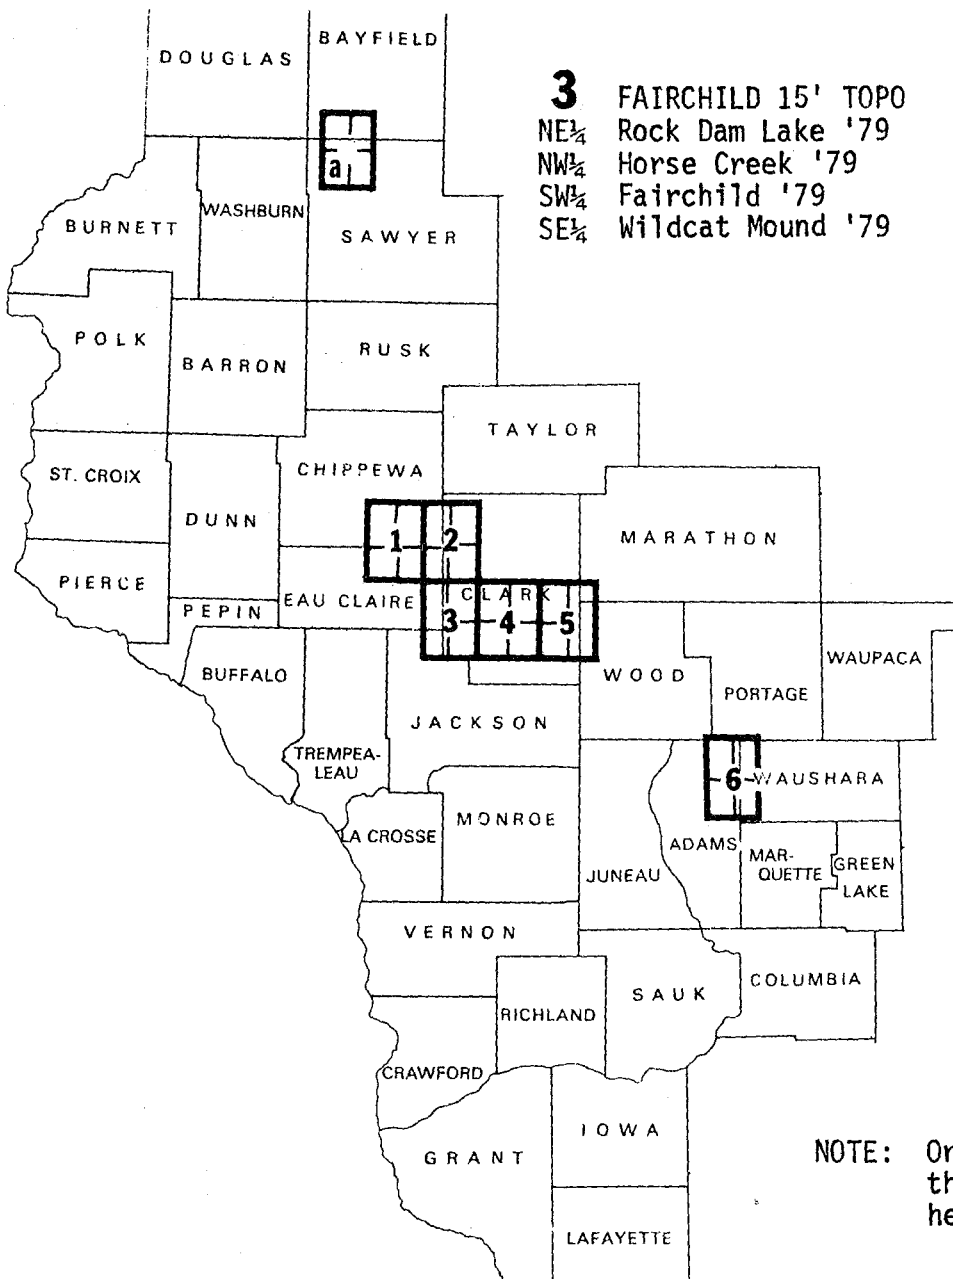 BAYFIELD
DOUGLAS
3 FAIRCHILD 15' TOPO
NE¼ Rock Dam Lake '79
NW¼ Horse Creek '79
SW¼ Fairchild '79
SE¼ Wildcat Mound '79
a
WASHBURN
BURNETT
SAWYER
POLK
BARRON
RUSK
TAYLOR
ST. CROIX
CHIPPEWA
DUNN
MARATHON
1
2
PIERCE
PEPIN
EAU CLAIRE
CLARK
3
4
5
BUFFALO
WOOD
WAUPACA
PORTAGE
JACKSON
TREMPEA-
LEAU
6
WAUSHARA
MONROE
LA CROSSE
ADAMS
MAR-
QUETTE
GREEN
LAKE
JUNEAU
VERNON
SAUK
COLUMBIA
RICHLAND
CRAWFORD
IOWA
GRANT
NOTE: On
th
he
LAFAYETTE